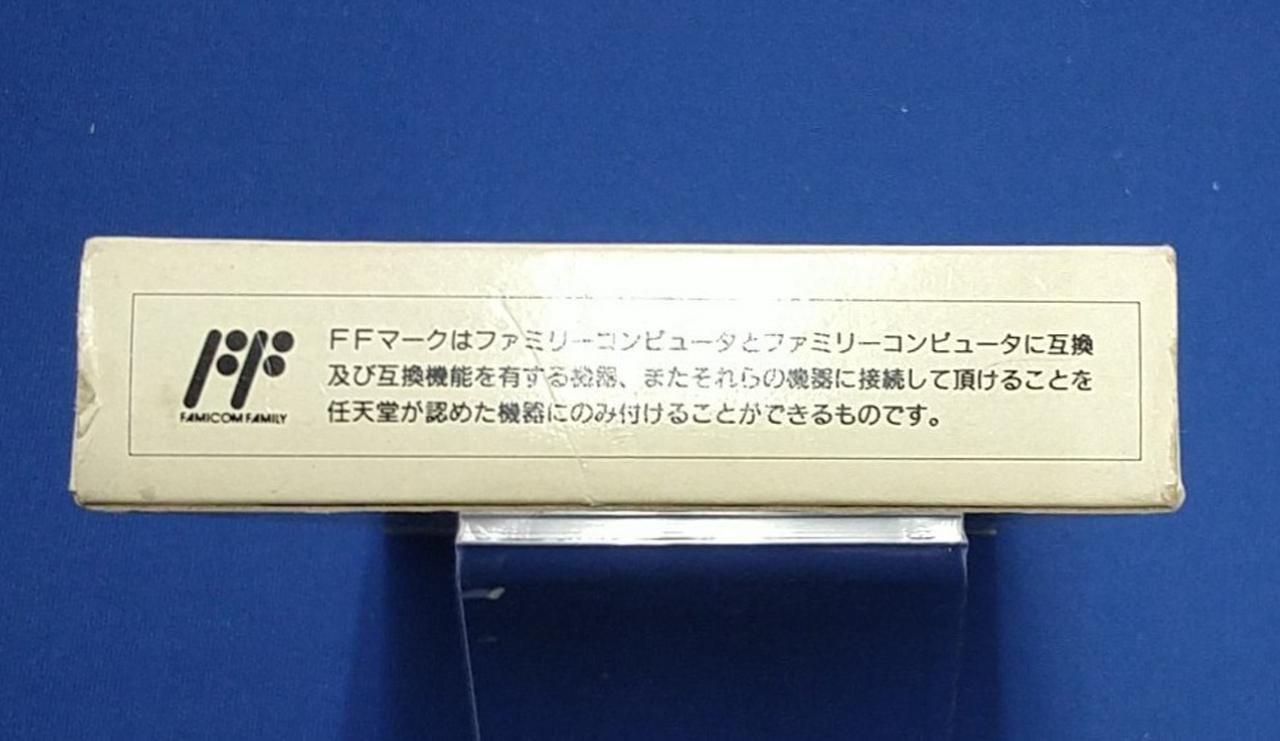 FFマークはファミリーコンピュータとファミリーコンピュータに互換
及び互換機能を有する機器、またそれらの機器に接続して頂けることを
任天堂が認めた機器にのみ付けることができるものです。
FF
FAMICOM FAMILY